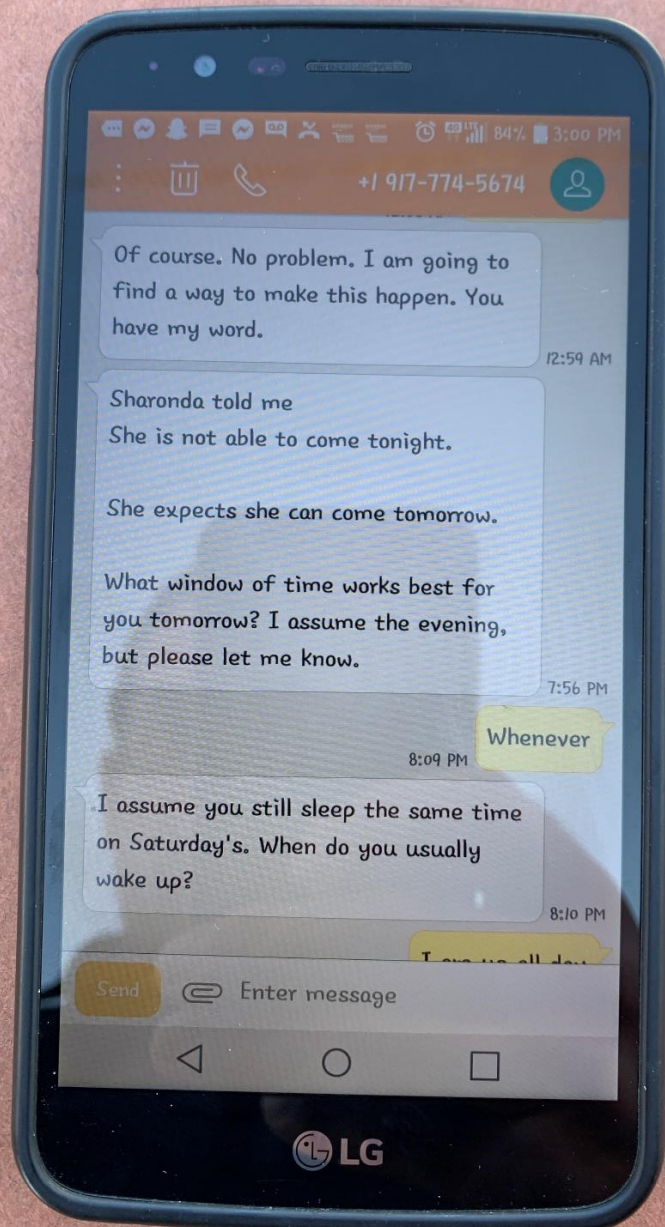 84% 3:00 PM
+1 917-774-5674
Of course. No problem. I am going to
find a way to make this happen. You
have my word.
12:59 AM
Sharonda told me
She is not able to come tonight.
She expects she can come tomorrow.
What window of time works best for
you tomorrow? I assume the evening,
but please let me know.
7:56 PM
Whenever
8:09 PM
I assume you still sleep the same time
on Saturday's. When do you usually
wake up?
8:10 PM
Send Enter message
LG